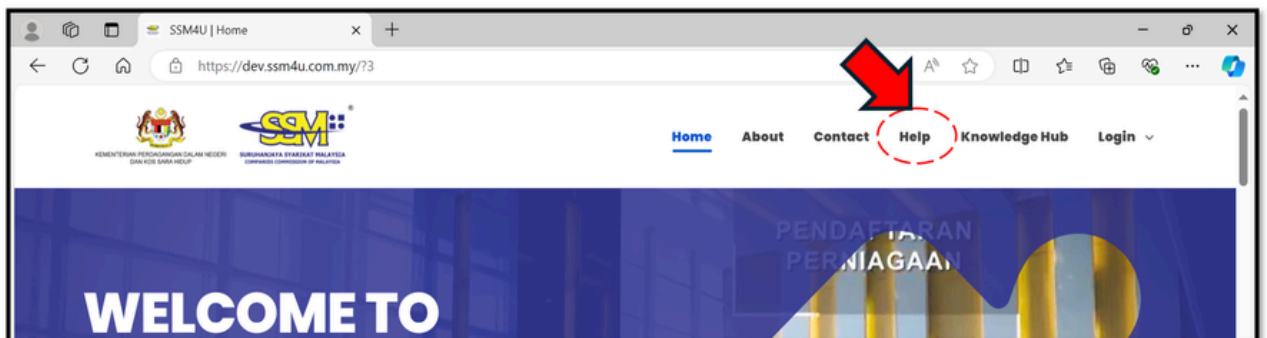 SSM4U | Home
https://dev.ssm4u.com.my/?3
KEMENTERIAN PERDAGANGAN DALAM NEGERI
DAN KOS SARA HIDUP
SSM
SURUHANJAYA SYARIKAT MALAYSIA
COMPANIES COMMISSION OF MALAYSIA
Home About Contact Help Knowledge Hub Login
PENDAFTARAN
PERNIAGAAN
WELCOME TO